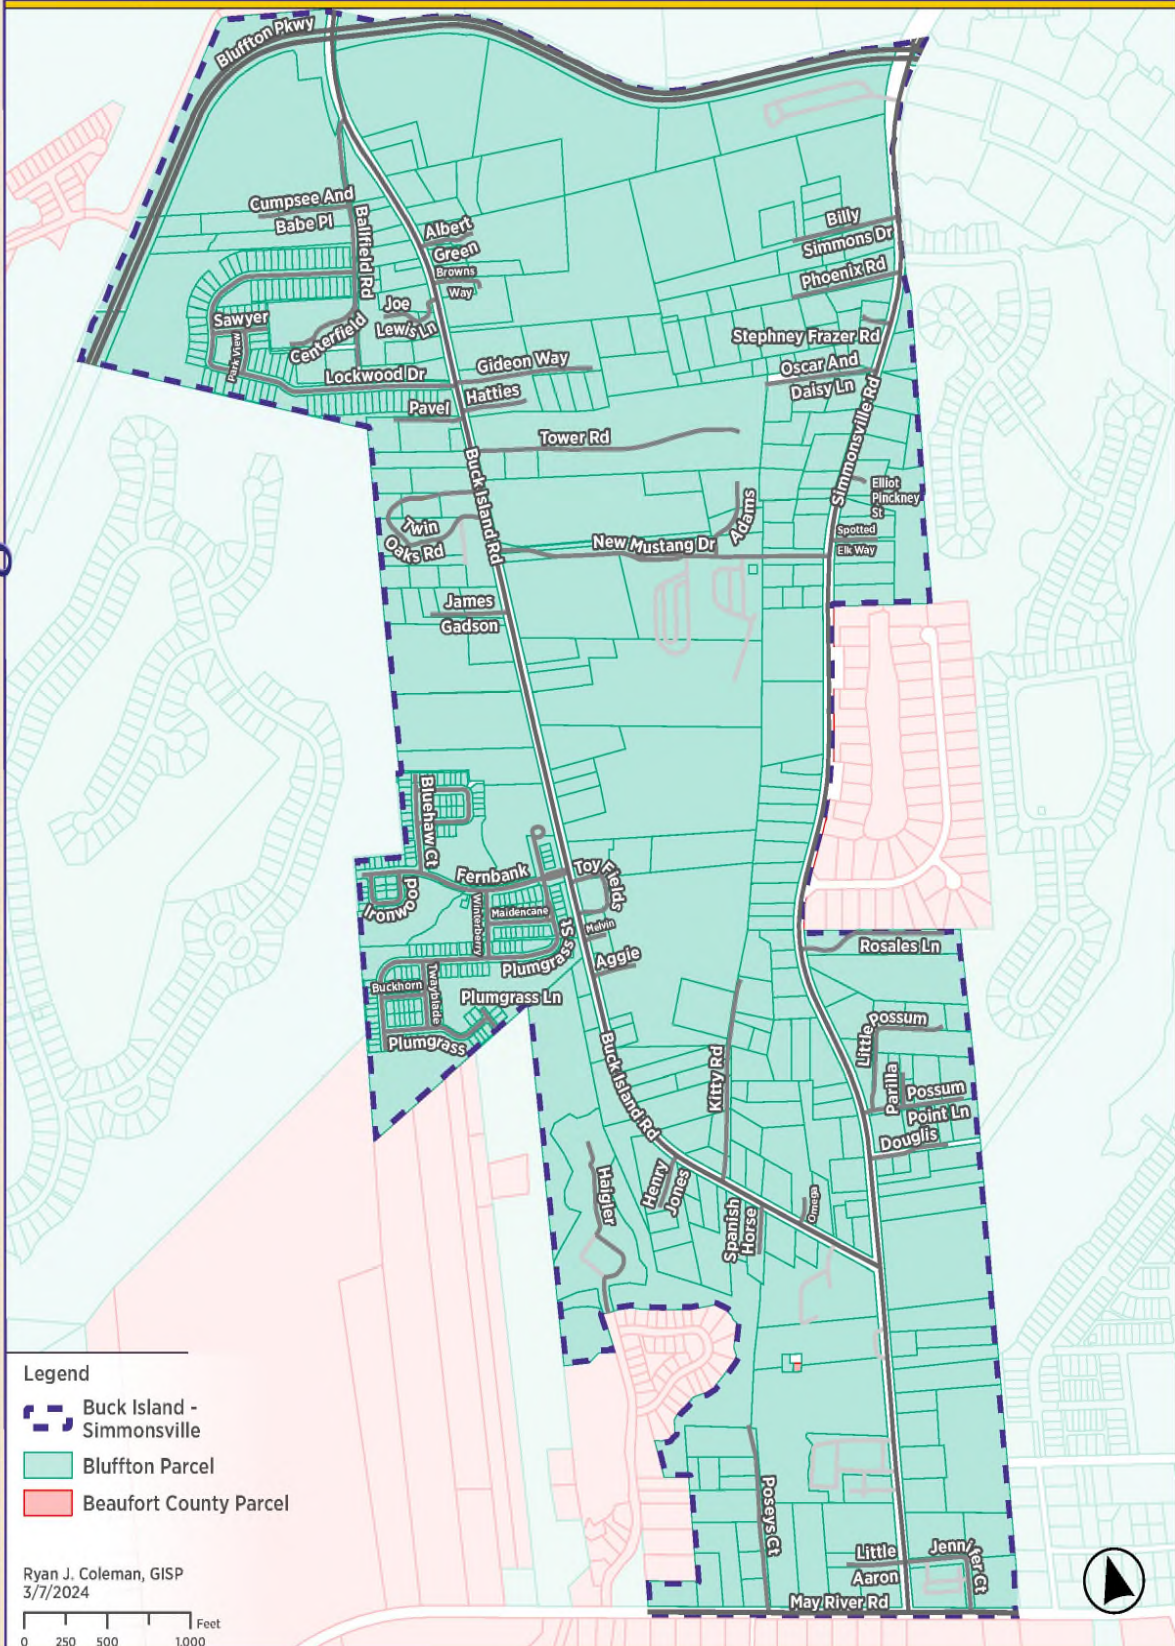 Bluffton Pkwy
Cumpsee And
Babe Pl
Ballfield Rd
Albert
Green
Browns
Way
Billy
Simmons Dr
Phoenix Rd
Sawyer
Park View
Centerfield
Joe
Lewis Ln
Stephney Frazer Rd
Oscar And
Daisy Ln
Lockwood Dr
Gideon Way
Hatties
Pavel
Tower Rd
Simmonsville Rd
Buck Island Rd
Twin
Oaks Rd
Adams
Elliot
Pinckney
St
Spotted
Elk Way
New Mustang Dr
James
Gadson
Bluehaw Ct
Fernbank
Toy Fields
Ironwood
Winterberry
Maidencane
Melvin
Plumgrass St
Aggie
Rosales Ln
Buckhorn
Twayblade
Plumgrass Ln
Plumgrass
Little Possum
Buck Island Rd
Kitty Rd
Parilla
Possum
Point Ln
Douglis
Haigler
Henry
Jones
Spanish
Horse
Omega
Legend
Buck Island -
Simmonsville
Bluffton Parcel
Beaufort County Parcel
Poseys Ct
Little
Aaron
Jennifer Ct
May River Rd
Ryan J. Coleman, GISP
3/7/2024
Feet
0 250 500 1,000